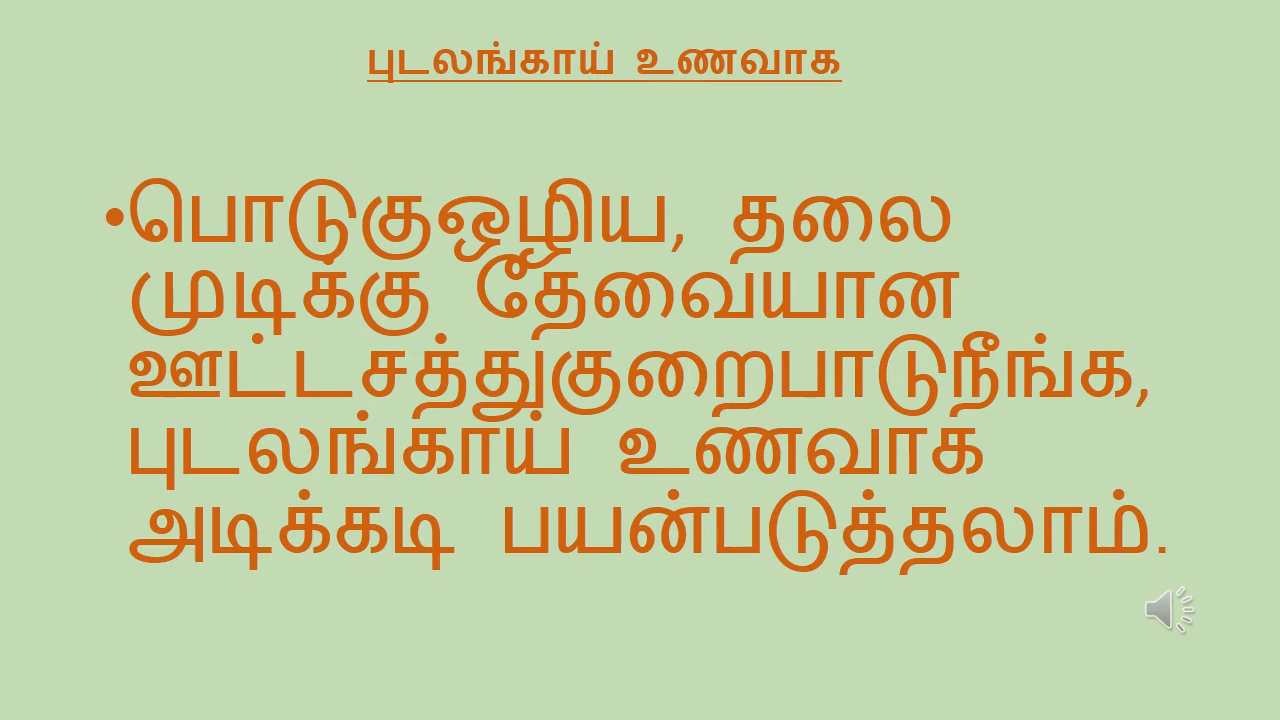 புடலங்காய் உணவாக
•பொடுகுஒழிய, தலை
முடிக்கு தேவையான
ஊட்டசத்துகுறைபாடுநீங்க,
புடலங்காய் உணவாக
அடிக்கடி பயன்படுத்தலாம்.